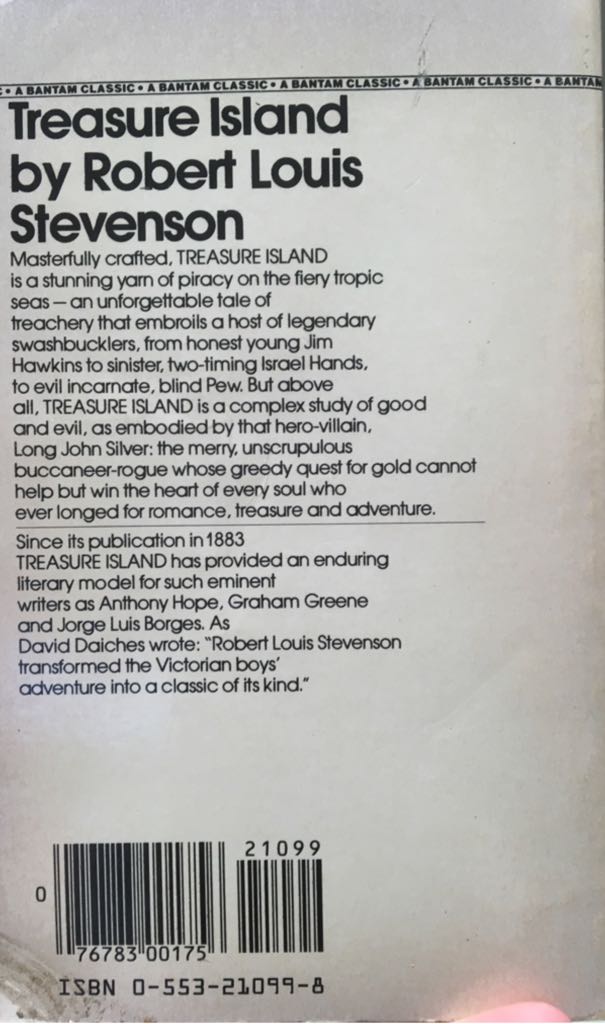 C • A BANTAM CLASSIC • A BANTAM CLASSIC • A BANTAM CLASSIC • A BANTAM CLASSIC • A BANTAM
Treasure Island
by Robert Louis
Stevenson
Masterfully crafted, TREASURE ISLAND
is a stunning yarn of piracy on the fiery tropic
seas — an unforgettable tale of
treachery that embroils a host of legendary
swashbucklers, from honest young Jim
Hawkins to sinister, two-timing Israel Hands,
to evil incarnate, blind Pew. But above
all, TREASURE ISLAND is a complex study of good
and evil, as embodied by that hero-villain,
Long John Silver: the merry, unscrupulous
buccaneer-rogue whose greedy quest for gold cannot
help but win the heart of every soul who
ever longed for romance, treasure and adventure.
Since its publication in 1883
TREASURE ISLAND has provided an enduring
literary model for such eminent
writers as Anthony Hope, Graham Greene
and Jorge Luis Borges. As
David Daiches wrote: "Robert Louis Stevenson
transformed the Victorian boys'
adventure into a classic of its kind."
21099
0
76783 00175
ISBN 0-553-21099-8